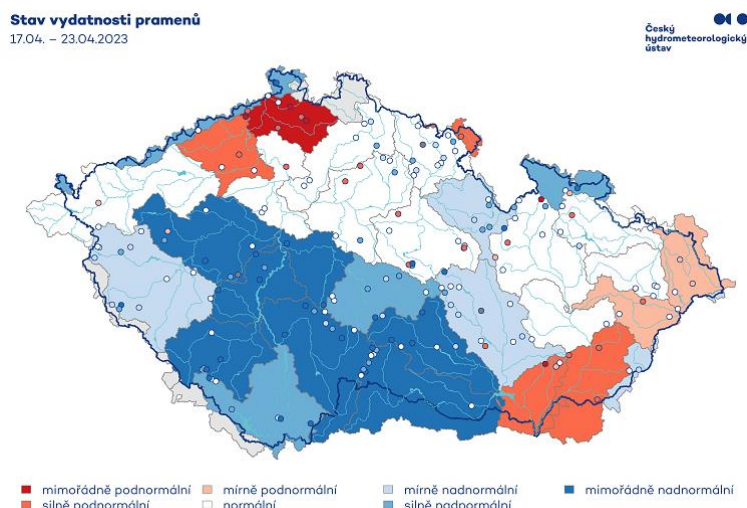 Stav vydatnosti pramenů
17.04. – 23.04.2023
Český
hydrometeorologický
ústav
mimořádně podnormální
mírně podnormální
mírně nadnormální
mimořádně nadnormální
silně podnormální
normální
silně nadnormální